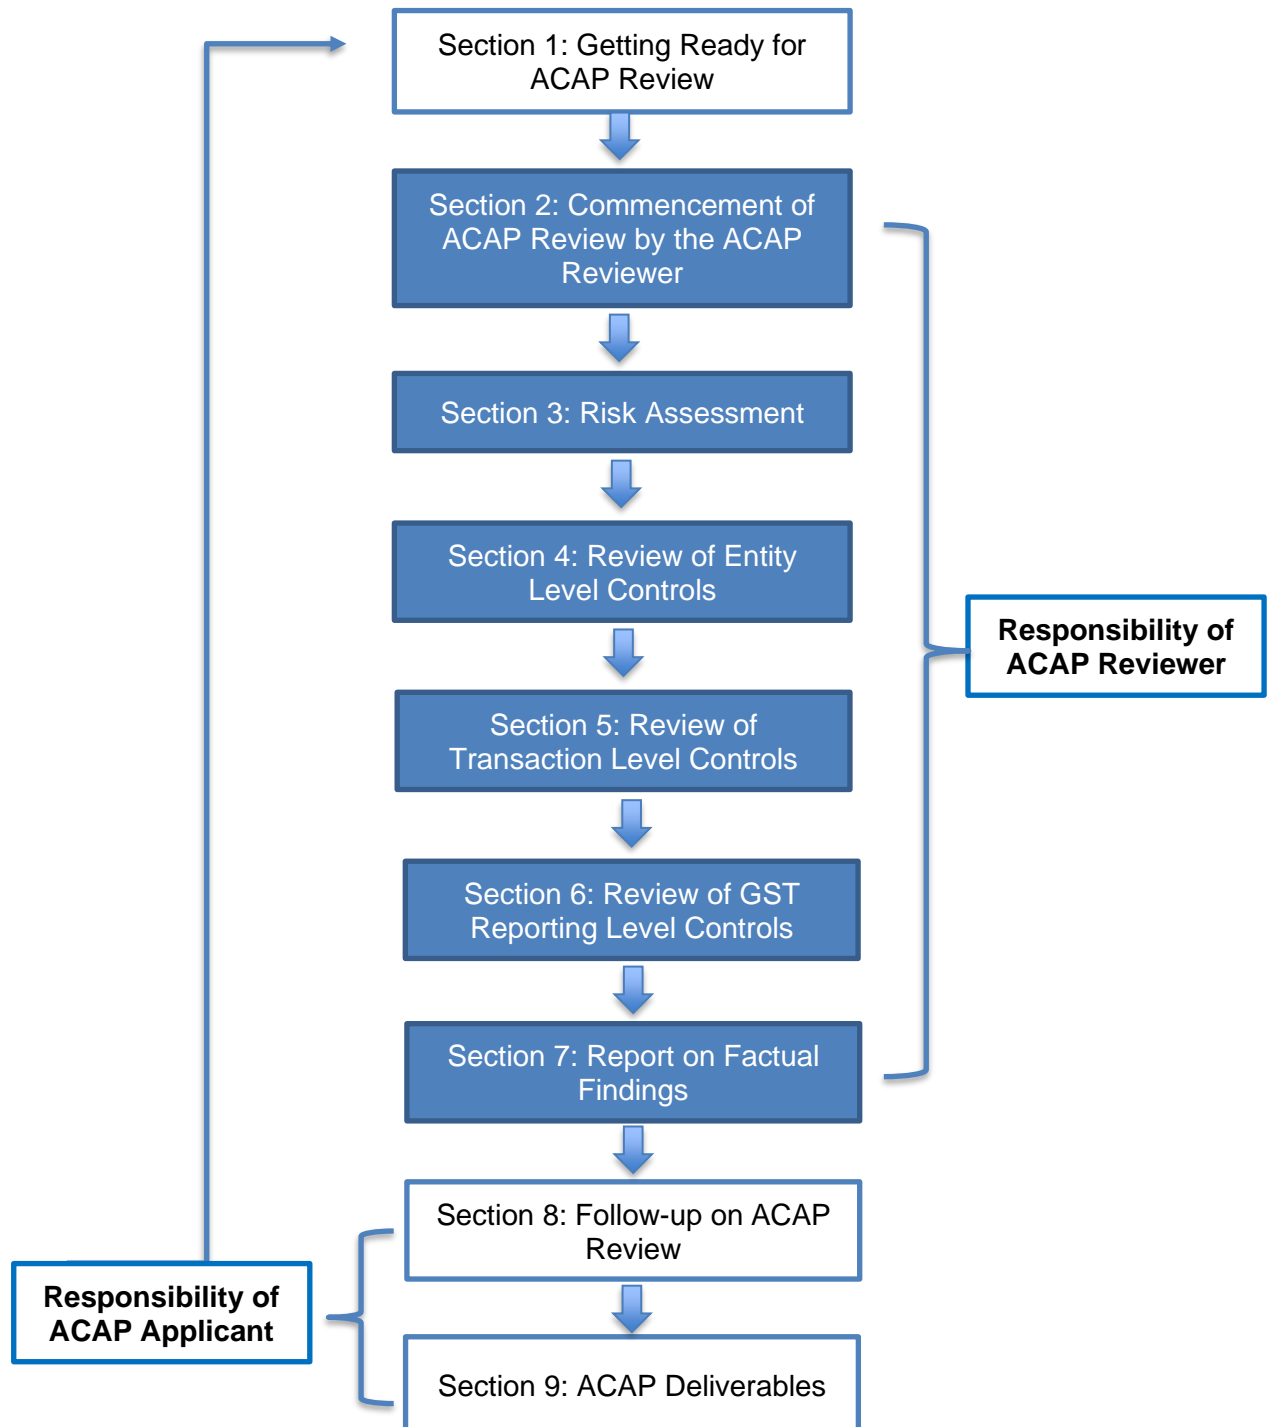 Section 1: Getting Ready for
ACAP Review
Section 2: Commencement of
ACAP Review by the ACAP
Reviewer
Section 3: Risk Assessment
Section 4: Review of Entity
Level Controls
Responsibility of
ACAP Reviewer
Section 5: Review of
Transaction Level Controls
Section 6: Review of GST
Reporting Level Controls
Section 7: Report on Factual
Findings
Section 8: Follow-up on ACAP
Review
Responsibility of
ACAP Applicant
Section 9: ACAP Deliverables